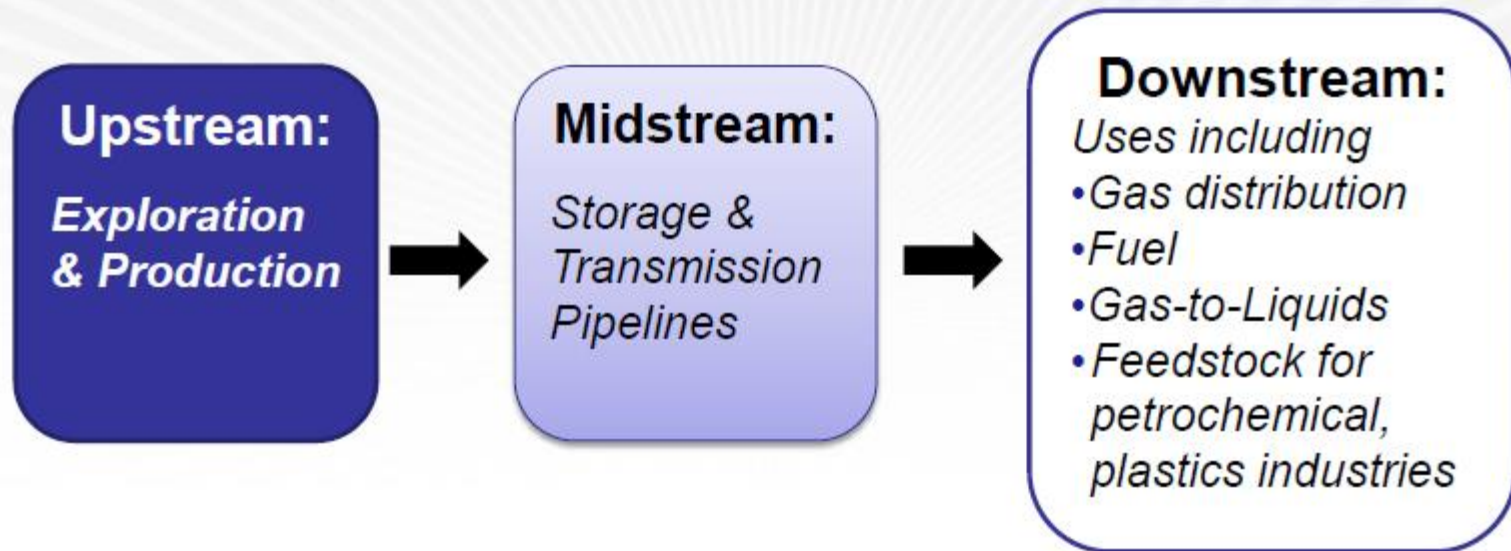 Upstream:
Exploration
& Production
Midstream:
Storage &
Transmission
Pipelines
Downstream:
Uses including
•Gas distribution
•Fuel
•Gas-to-Liquids
•Feedstock for
petrochemical,
plastics industries